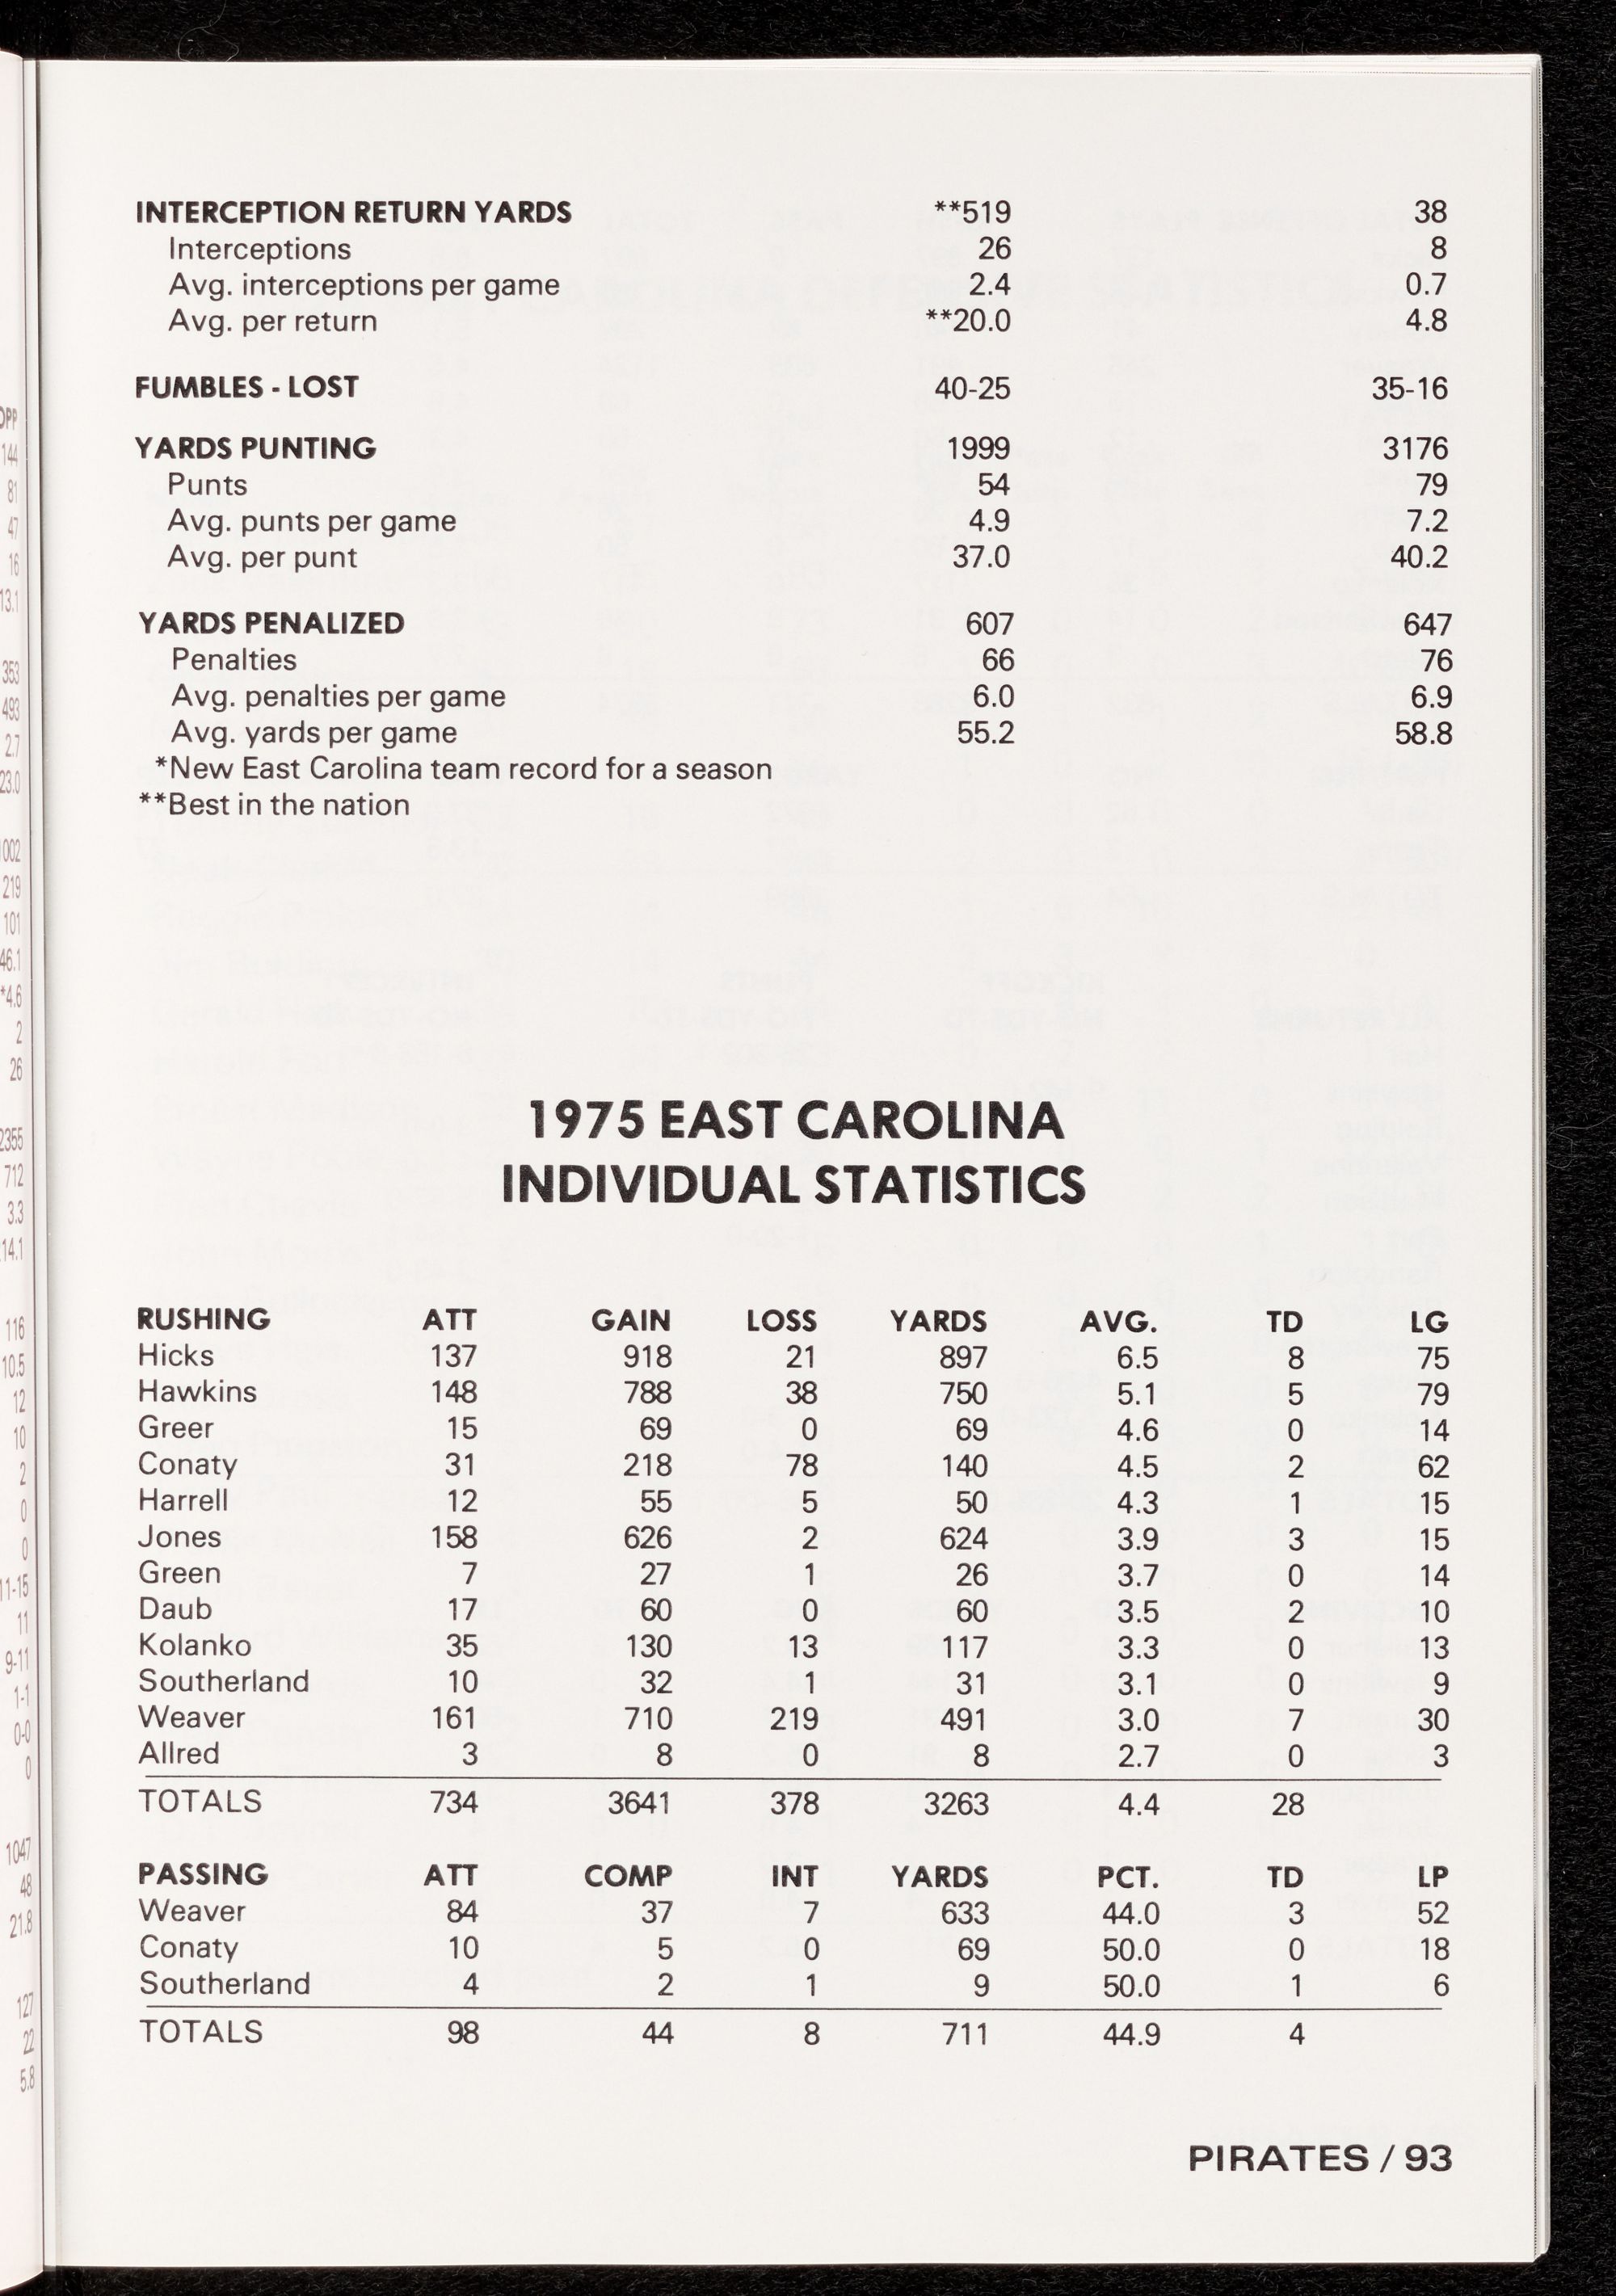 INTERCEPTION RETURN YARDS **519 38
Interceptions 26 8
Avg. interceptions per game 2.4 0.7
Avg. per return **20.0 4.8
FUMBLES - LOST 40-25 35-16
YARDS PUNTING 1999 3176
Punts 54 79
Avg. punts per game 4.9 7.2
Avg. per punt 37.0 40.2
YARDS PENALIZED 607 647
Penalties 66 76
Avg. penalties per game 6.0 6.9
Avg. yards per game 55.2 58.8
*New East Carolina team record for a season
**Best in the nation
1975 EAST CAROLINA
INDIVIDUAL STATISTICS
RUSHING ATT GAIN LOSS YARDS AVG. TD LG
Hicks 137 918 21 897 6.5 8 75
Hawkins 148 788 38 750 5.1 5 79
Greer 15 69 0 69 4.6 0 14
Conaty 31 218 78 140 4.5 2 62
Harrell 12 55 5 50 4.3 1 15
Jones 158 626 2 624 3.9 3 15
Green 7 27 1 26 3.7 0 14
Daub 17 60 0 60 3.5 2 10
Kolanko 35 130 13 117 3.3 0 13
Southerland 10 32 1 31 3.1 0 9
Weaver 161 710 219 491 3.0 7 30
Allred 3 8 0 8 2.7 0 3
TOTALS 734 3641 378 3263 4.4 28
PASSING ATT COMP INT YARDS PCT. TD LP
Weaver 84 37 7 633 44.0 3 52
Conaty 10 5 0 69 50.0 0 18
Southerland 4 2 1 9 50.0 1 6
TOTALS 98 44 8 711 44.9 4
PIRATES / 93